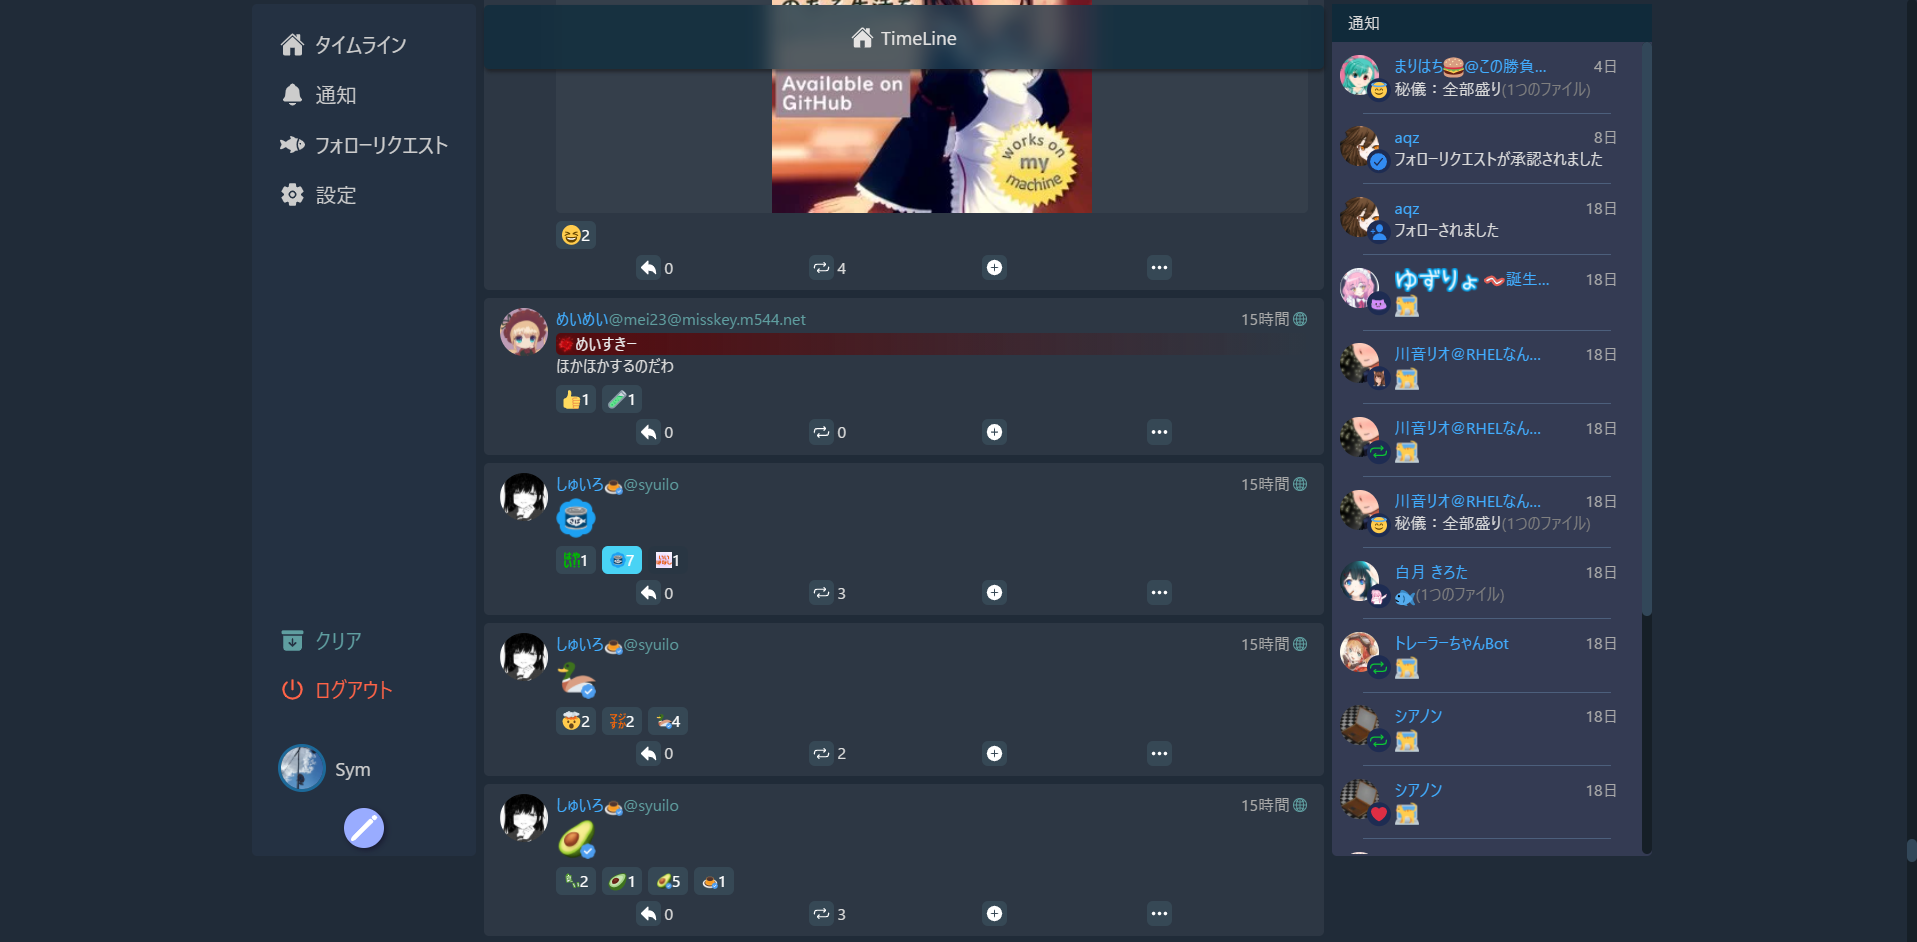 タイムライン
通知
フォローリクエスト
設定
クリア
ログアウト
Sym
TimeLine
Available on
GitHub
works on
my
machine
2
0
4
めいめい@mei23@misskey.m544.net
15時間
めいすきー
ほかほかするのだわ
1
1
0
0
しゅいろ@syuilo
15時間
1
7
1
0
3
しゅいろ@syuilo
15時間
2
マジすか2
4
0
2
しゅいろ@syuilo
15時間
2
1
5
1
0
3
通知
まりはち🍔@この勝負...
4日
秘儀：全部盛り(1つのファイル)
aqz
8日
フォローリクエストが承認されました
aqz
18日
フォローされました
ゆずりょ🥓誕生...
18日
川音リオ@RHELなん...
18日
川音リオ@RHELなん...
18日
川音リオ@RHELなん...
18日
秘儀：全部盛り(1つのファイル)
白月 きろた
18日
(1つのファイル)
トレーラーちゃんBot
18日
シアノン
18日
シアノン
18日